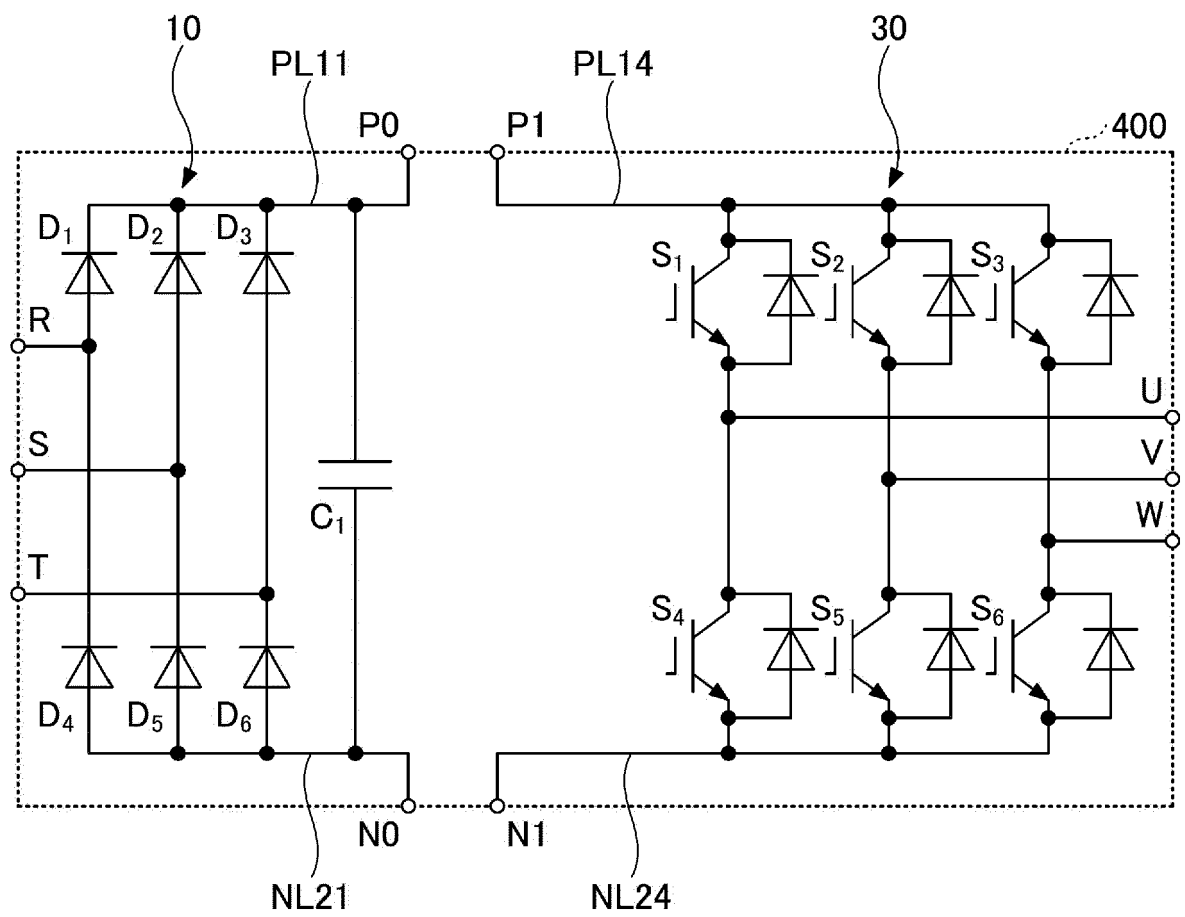 10
PL11
PL14
30
P0
P1
400
D₁
D₂
D₃
S₁
S₂
S₃
R
U
S
V
C₁
W
T
S₄
S₅
S₆
D₄
D₅
D₆
N0
N1
NL21
NL24